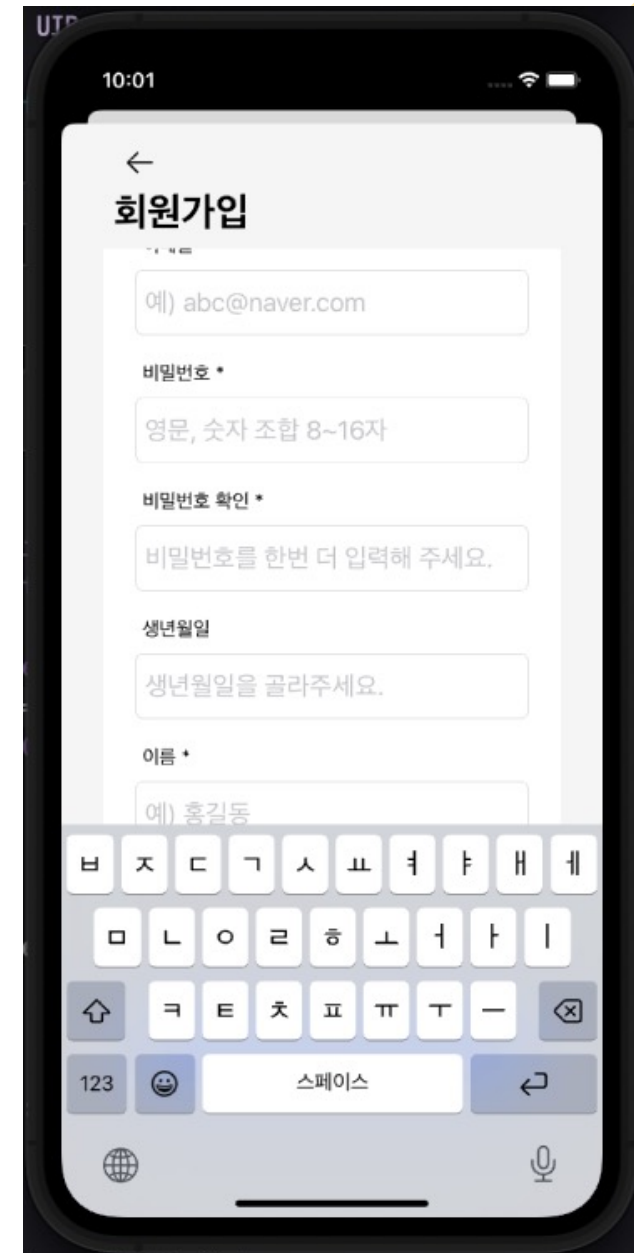 10:01
회원가입
예) abc@naver.com
비밀번호 *
영문, 숫자 조합 8~16자
비밀번호 확인 *
비밀번호를 한번 더 입력해 주세요.
생년월일
생년월일을 골라주세요.
이름 *
예) 홍길동
ㅂ ㅈ ㄷ ㄱ ㅅ ㅛ ㅕ ㅑ ㅐ ㅔ
ㅁ ㄴ ㅇ ㄹ ㅎ ㅗ ㅓ ㅏ ㅣ
ㅋ ㅌ ㅊ ㅍ ㅠ ㅜ ㅡ
123 스페이스